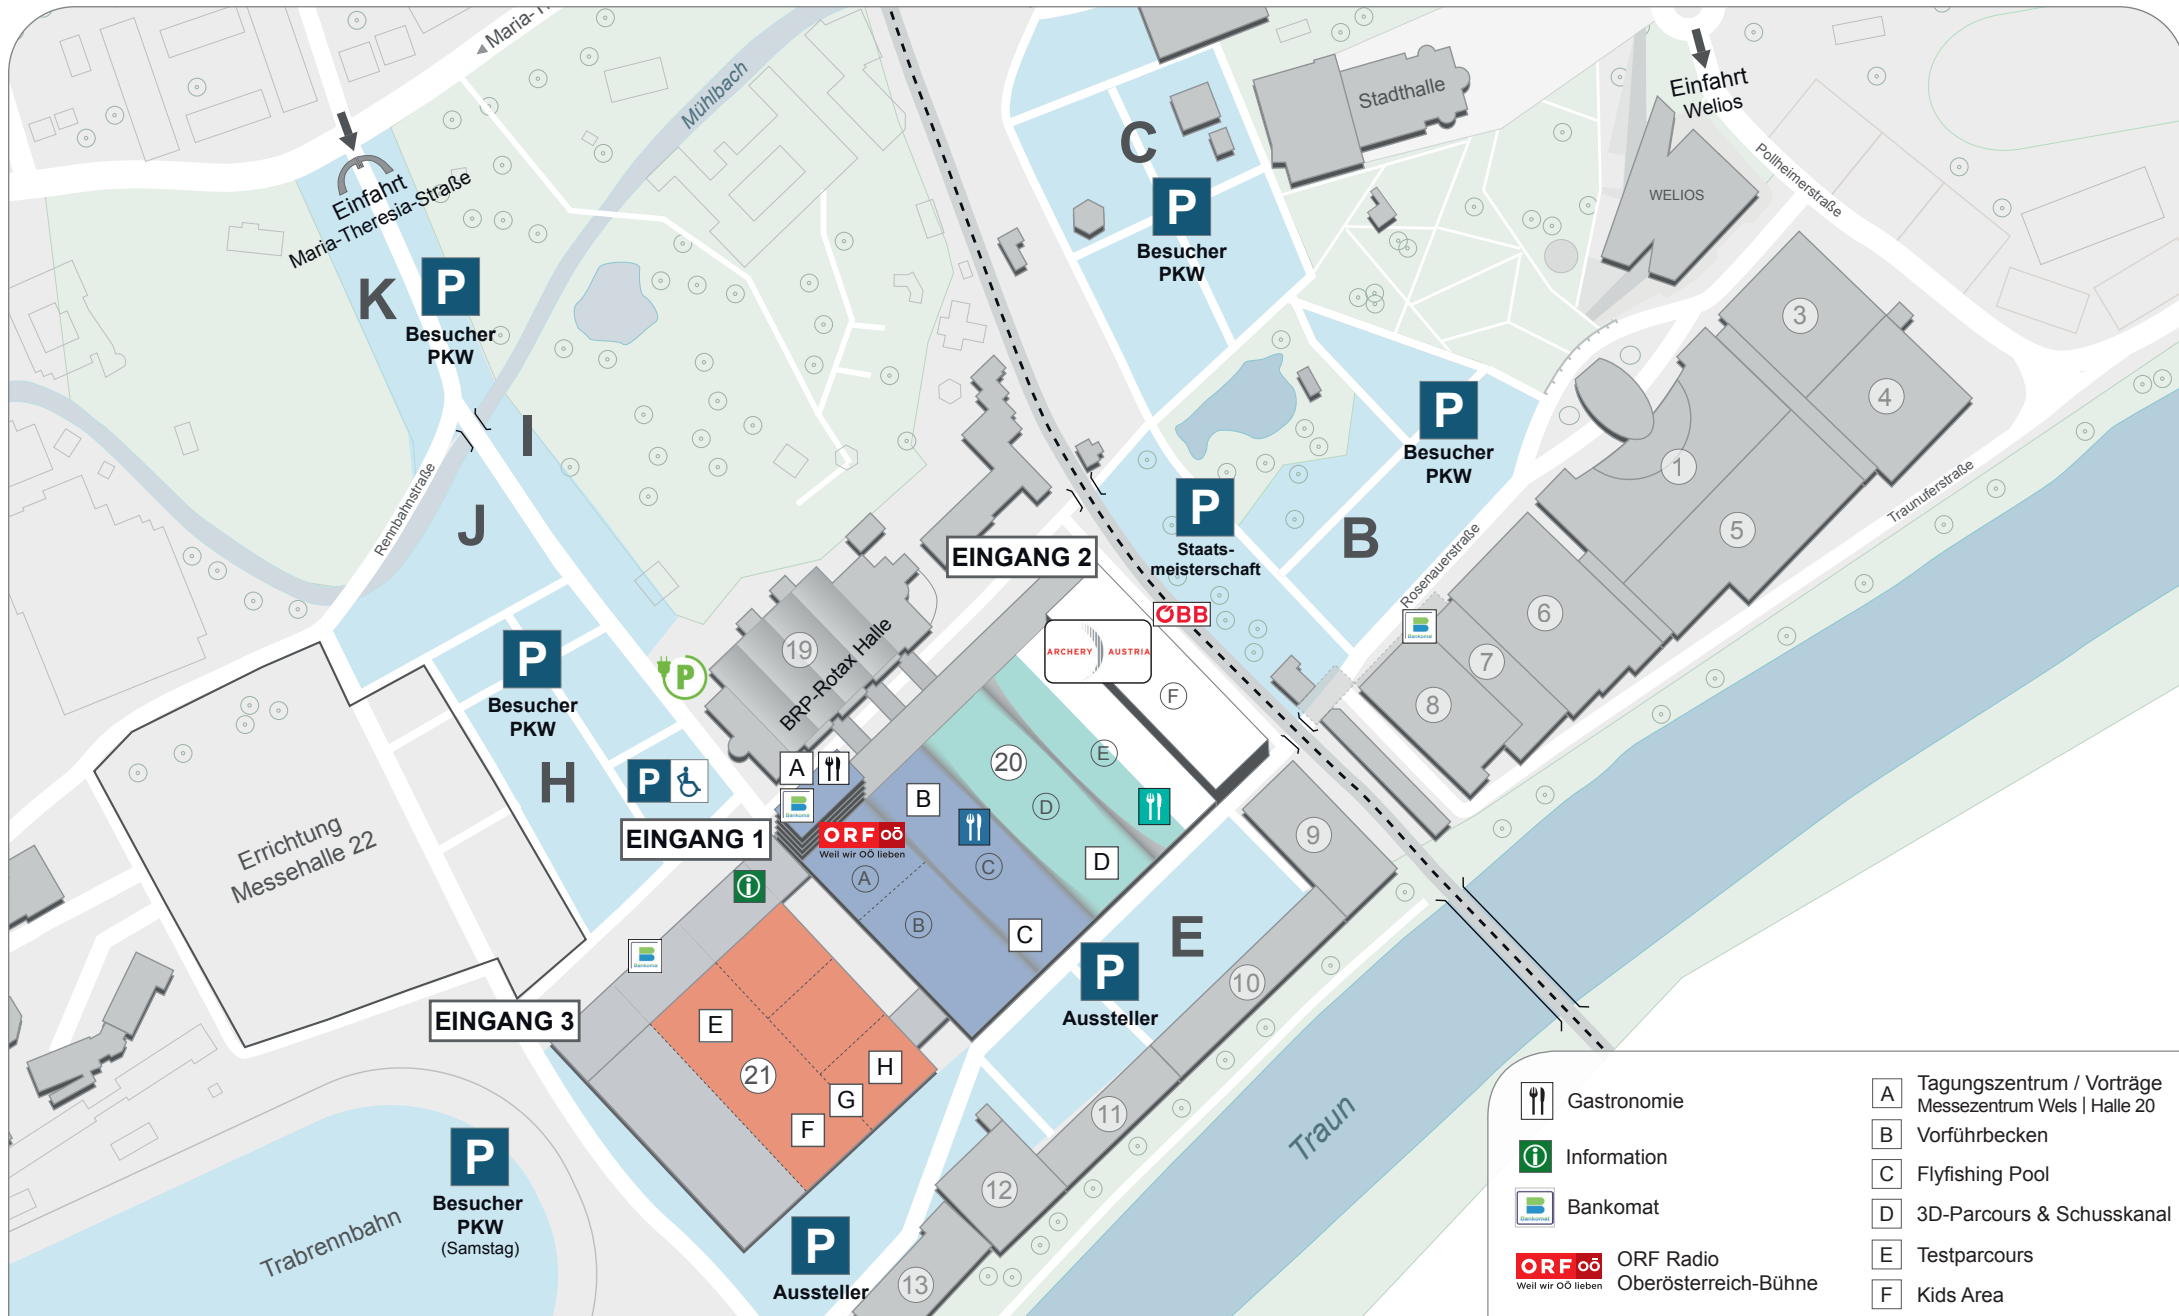 Maria-T
Mühlbach
Einfahrt
Maria-Theresia-Straße
K
P
Besucher
PKW
I
J
Rennbahnstraße
C
P
Besucher
PKW
Stadthalle
Einfahrt
Welios
WELIOS
Pollheimerstraße
3
4
1
5
6
7
8
Traunuferstraße
Rosenauerstraße
Bankomat
P
Besucher
PKW
B
P
Staats-
meisterschaft
ÖBB
EINGANG 2
ARCHERY AUSTRIA
F
19
BRP-Rotax Halle
P
P
Besucher
PKW
H
P
A
Bankomat
EINGANG 1
ORF OÖ
Weil wir OÖ lieben
B
20
E
D
C
D
A
B
C
9
Errichtung
Messehalle 22
Bankomat
EINGANG 3
E
21
H
G
F
E
P
Aussteller
10
11
12
13
P
Besucher
PKW
(Samstag)
Trabrennbahn
P
Aussteller
Traun
Gastronomie
Information
Bankomat
Bankomat
ORF OÖ
Weil wir OÖ lieben
ORF Radio
Oberösterreich-Bühne
A Tagungszentrum / Vorträge
Messezentrum Wels | Halle 20
B Vorführbecken
C Flyfishing Pool
D 3D-Parcours & Schusskanal
E Testparcours
F Kids Area